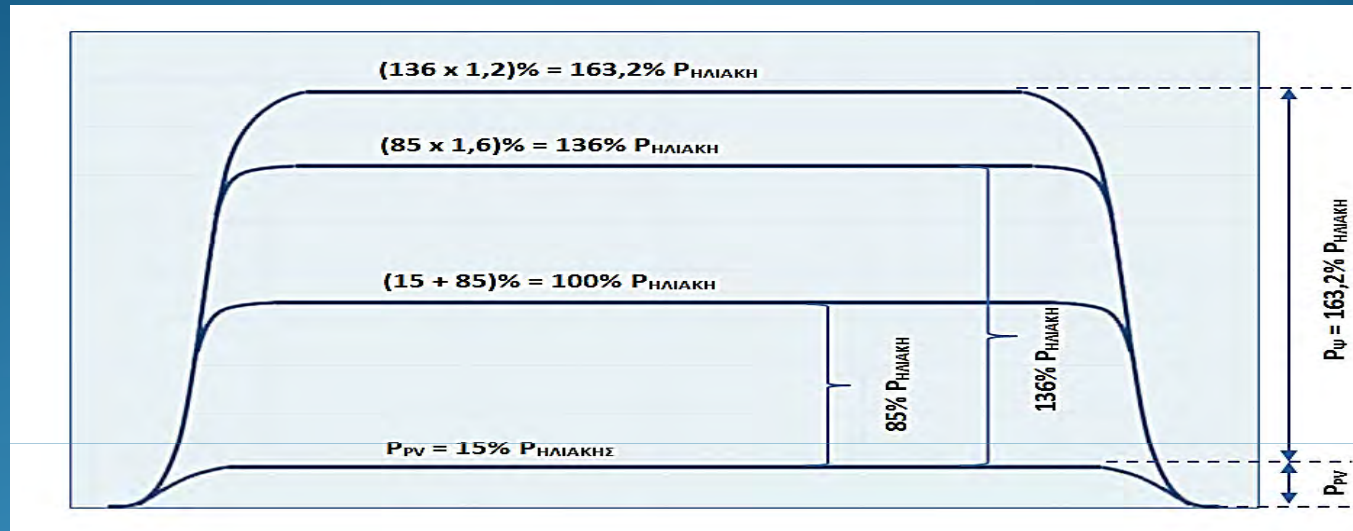 (136 x 1,2)% = 163,2% PΗΛΙΑΚΗ
(85 x 1,6)% = 136% PΗΛΙΑΚΗ
(15 + 85)% = 100% PΗΛΙΑΚΗ
PPV = 15% PΗΛΙΑΚΗΣ
85% PΗΛΙΑΚΗ
136% PΗΛΙΑΚΗ
Pψ = 163,2% PΗΛΙΑΚΗ
PPV